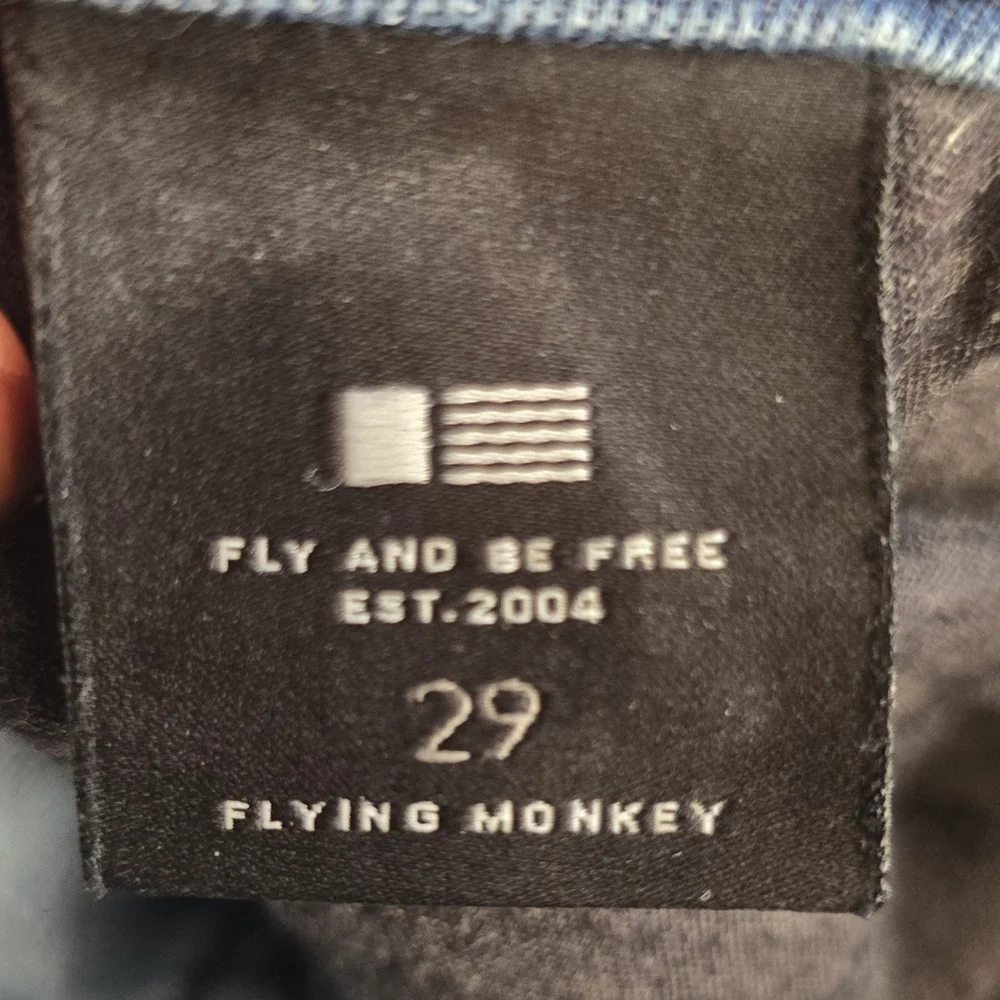 FLY AND BE FREE
EST.2004
29
FLYING MONKEY